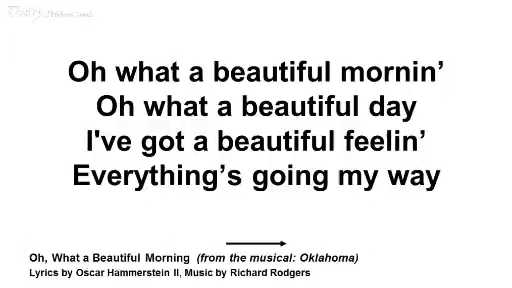 Oh what a beautiful mornin’
Oh what a beautiful day
I've got a beautiful feelin’
Everything’s going my way
Oh, What a Beautiful Morning (from the musical: Oklahoma)
Lyrics by Oscar Hammerstein II, Music by Richard Rodgers